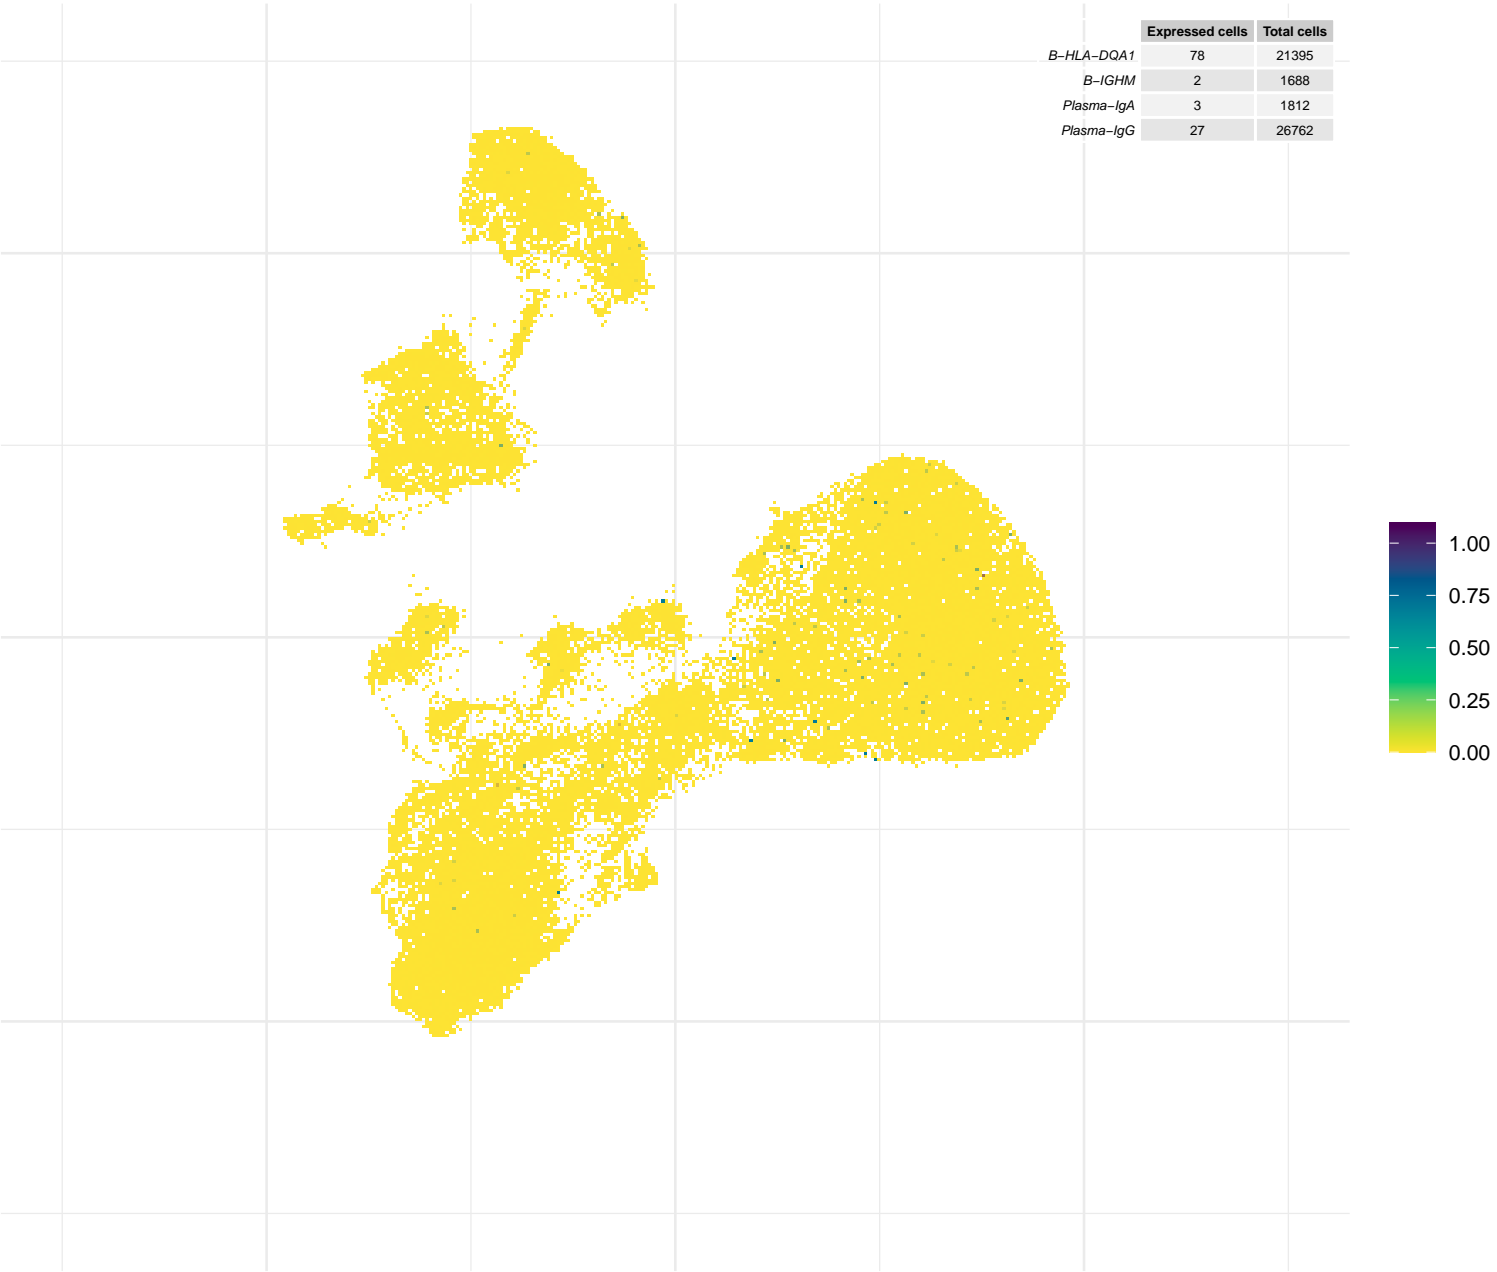 Expressed cells Total cells
B−HLA−DQA1 78 21395
B−IGHM 2 1688
Plasma−IgA 3 1812
Plasma−IgG 27 26762
1.00
0.75
0.50
0.25
0.00